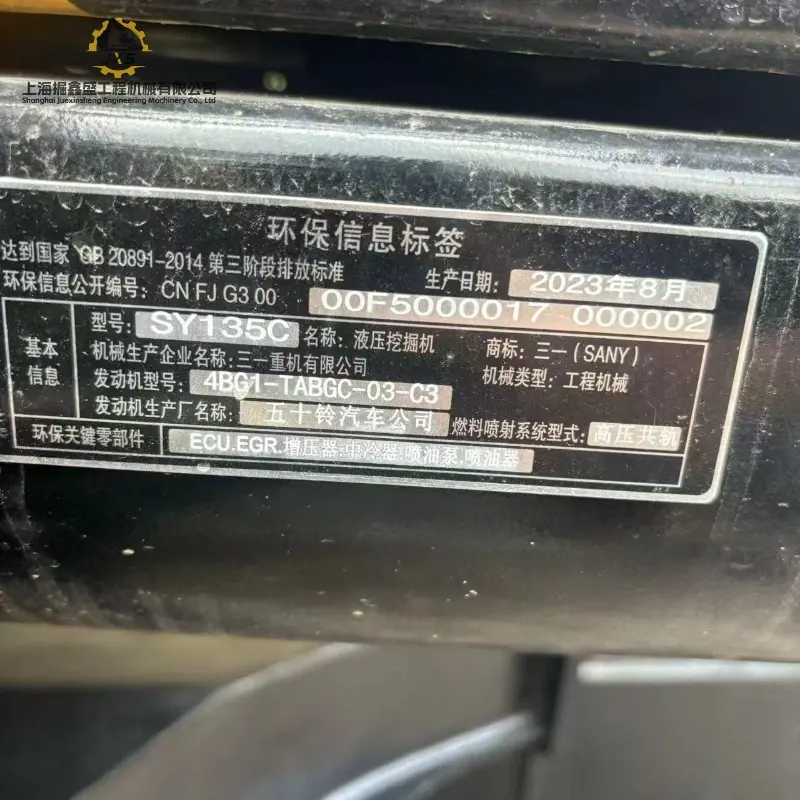 上海掘鑫盛工程机械有限公司
Shanghai Juexinsheng Engineering Machinery Co., Ltd
环保信息标签
达到国家 GB 20891-2014 第三阶段排放标准 生产日期: 2023年8月
环保信息公开编号: CN FJ G3 00 00F5000017 000002
基本信息
型号: SY135C 名称: 液压挖掘机 商标: 三一(SANY)
机械生产企业名称: 三一重机有限公司 机械类型: 工程机械
发动机型号: 4BG1-TABGC-03-C3
发动机生产厂名称: 五十铃汽车公司 燃料喷射系统型式: 高压共轨
环保关键零部件 ECU.EGR.增压器.中冷器.喷油泵.喷油器